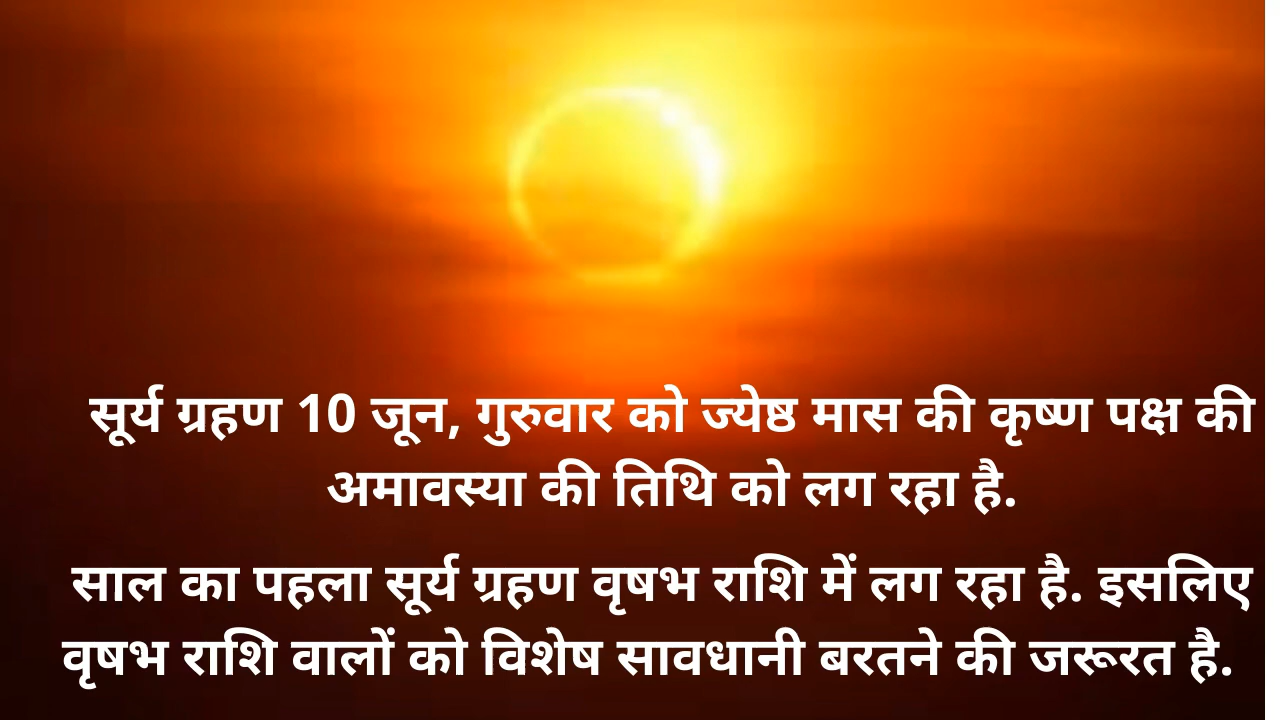 सूर्य ग्रहण 10 जून, गुरुवार को ज्येष्ठ मास की कृष्ण पक्ष की
अमावस्या की तिथि को लग रहा है.
साल का पहला सूर्य ग्रहण वृषभ राशि में लग रहा है. इसलिए
वृषभ राशि वालों को विशेष सावधानी बरतने की जरूरत है.